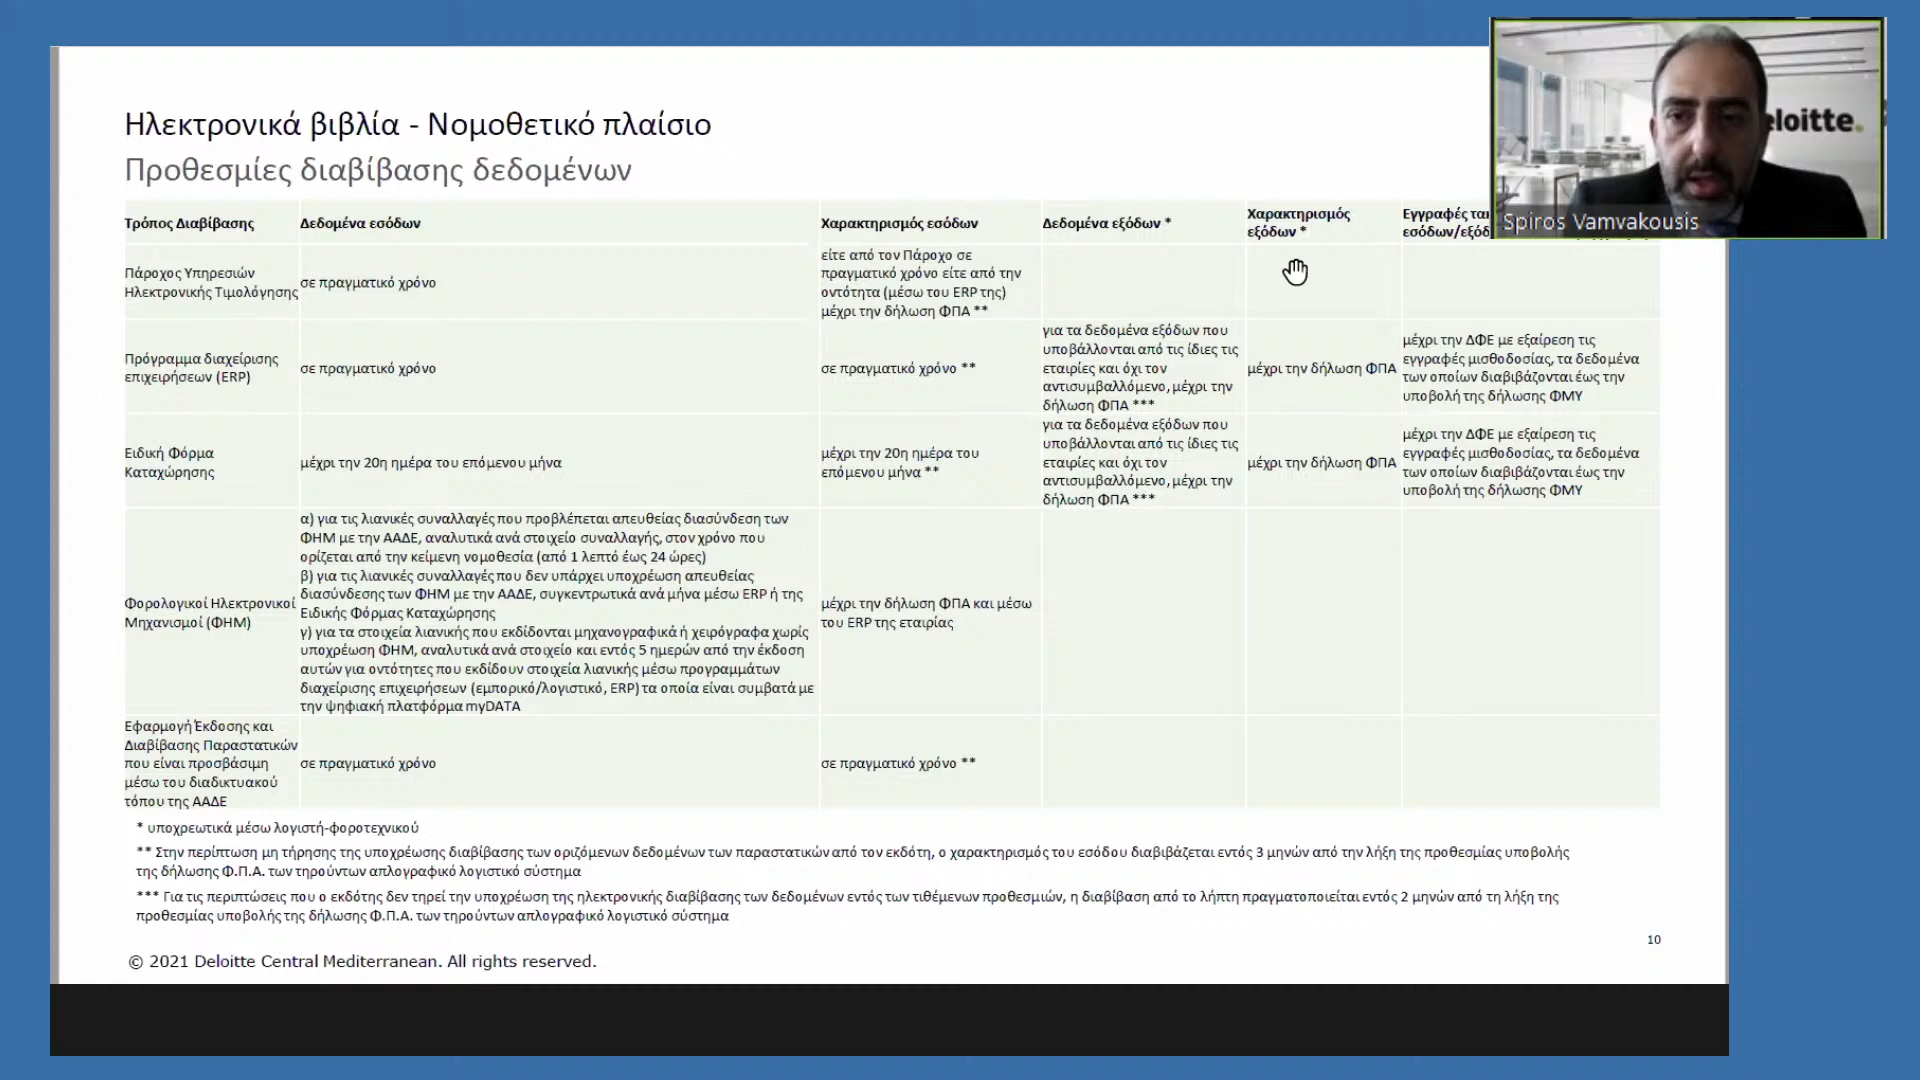 Ηλεκτρονικά βιβλία - Νομοθετικό πλαίσιο
Προθεσμίες διαβίβασης δεδομένων
eloitte.
Spiros Vamvakousis
Τρόπος Διαβίβασης
Δεδομένα εσόδων
Χαρακτηρισμός εσόδων
Δεδομένα εξόδων *
Χαρακτηρισμός
εξόδων *
Εγγραφές
εσόδων/εξόδ
Πάροχος Υπηρεσιών
Ηλεκτρονικής Τιμολόγησης
σε πραγματικό χρόνο
είτε από τον Πάροχο σε
πραγματικό χρόνο είτε από την
οντότητα (μέσω του ERP της)
μέχρι την δήλωση ΦΠΑ **
Πρόγραμμα διαχείρισης
επιχειρήσεων (ERP)
σε πραγματικό χρόνο
σε πραγματικό χρόνο **
για τα δεδομένα εξόδων που
υποβάλλονται από τις ίδιες τις
εταιρίες και όχι τον
αντισυμβαλλόμενο, μέχρι την
δήλωση ΦΠΑ ***
μέχρι την δήλωση ΦΠΑ
μέχρι την ΔΦΕ με εξαίρεση τις
εγγραφές μισθοδοσίας, τα δεδομένα
των οποίων διαβιβάζονται έως την
υποβολή της δήλωσης ΦΜΥ
Ειδική Φόρμα
Καταχώρησης
μέχρι την 20η ημέρα του επόμενου μήνα
μέχρι την 20η ημέρα του
επόμενου μήνα **
για τα δεδομένα εξόδων που
υποβάλλονται από τις ίδιες τις
εταιρίες και όχι τον
αντισυμβαλλόμενο, μέχρι την
δήλωση ΦΠΑ ***
μέχρι την δήλωση ΦΠΑ
μέχρι την ΔΦΕ με εξαίρεση τις
εγγραφές μισθοδοσίας, τα δεδομένα
των οποίων διαβιβάζονται έως την
υποβολή της δήλωσης ΦΜΥ
Φορολογικοί Ηλεκτρονικοί
Μηχανισμοί (ΦΗΜ)
α) για τις λιανικές συναλλαγές που προβλέπεται απευθείας διασύνδεση των
ΦΗΜ με την ΑΑΔΕ, αναλυτικά ανά στοιχείο συναλλαγής, στον χρόνο που
ορίζεται από την κείμενη νομοθεσία (από 1 λεπτό έως 24 ώρες)
β) για τις λιανικές συναλλαγές που δεν υπάρχει υποχρέωση απευθείας
διασύνδεσης των ΦΗΜ με την ΑΑΔΕ, συγκεντρωτικά ανά μήνα μέσω ERP ή της
Ειδικής Φόρμας Καταχώρησης
γ) για τα στοιχεία λιανικής που εκδίδονται μηχανογραφικά ή χειρόγραφα χωρίς
υποχρέωση ΦΗΜ, αναλυτικά ανά στοιχείο και εντός 5 ημερών από την έκδοση
αυτών για οντότητες που εκδίδουν στοιχεία λιανικής μέσω προγραμμάτων
διαχείρισης επιχειρήσεων (εμπορικό/λογιστικό, ERP) τα οποία είναι συμβατά με
την ψηφιακή πλατφόρμα myDATA
μέχρι την δήλωση ΦΠΑ και μέσω
του ERP της εταιρίας
Εφαρμογή Έκδοσης και
Διαβίβασης Παραστατικών
που είναι προσβάσιμη
μέσω του διαδικτυακού
τόπου της ΑΑΔΕ
σε πραγματικό χρόνο
σε πραγματικό χρόνο **
* υποχρεωτικά μέσω λογιστή-φοροτεχνικού
** Στην περίπτωση μη τήρησης της υποχρέωσης διαβίβασης των οριζόμενων δεδομένων των παραστατικών από τον εκδότη, ο χαρακτηρισμός του εσόδου διαβιβάζεται εντός 3 μηνών από την λήξη της προθεσμίας υποβολής
της δήλωσης Φ.Π.Α. των τηρούντων απλογραφικό λογιστικό σύστημα
*** Για τις περιπτώσεις που ο εκδότης δεν τηρεί την υποχρέωση της ηλεκτρονικής διαβίβασης των δεδομένων εντός των τιθέμενων προθεσμιών, η διαβίβαση από το λήπτη πραγματοποιείται εντός 2 μηνών από τη λήξη της
προθεσμίας υποβολής της δήλωσης Φ.Π.Α. των τηρούντων απλογραφικό λογιστικό σύστημα
10
© 2021 Deloitte Central Mediterranean. All rights reserved.